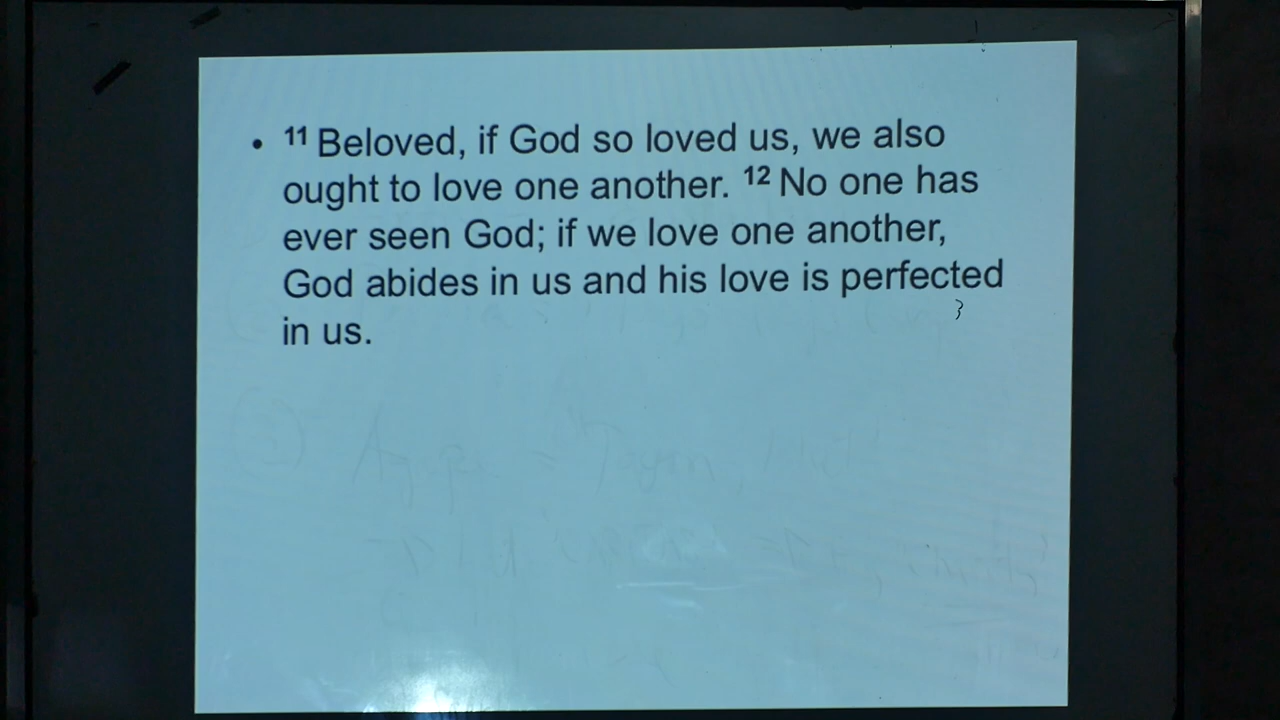 • 11 Beloved, if God so loved us, we also
ought to love one another. 12 No one has
ever seen God; if we love one another,
God abides in us and his love is perfected
in us.